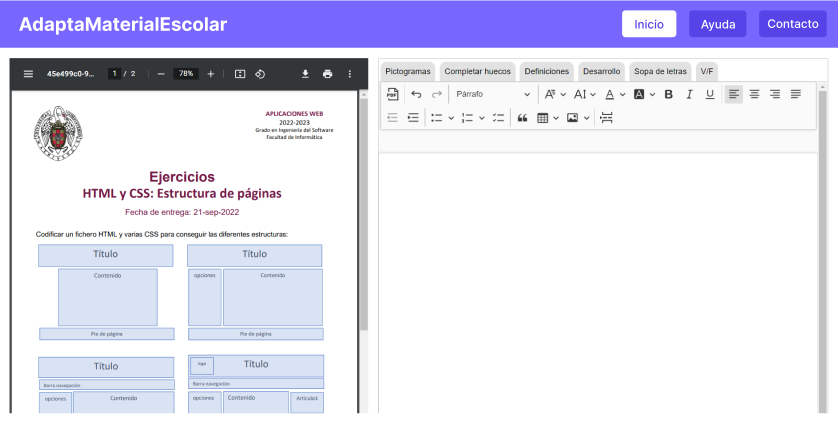 AdaptaMaterialEscolar
Inicio
Ayuda
Contacto
45e499c0-9...
1 / 2
78%
APLICACIONES WEB
2022-2023
Grado en Ingeniería del Software
Facultad de Informática
Ejercicios
HTML y CSS: Estructura de páginas
Fecha de entrega: 21-sep-2022
Codificar un fichero HTML y varias CSS para conseguir las diferentes estructuras:
Título
Contenido
Pie de página
Título
opciones
Contenido
Pie de página
Título
Barra navegación
opciones
Contenido
logo
Título
Barra navegación
opciones
Contenido
Artículo1
Pictogramas
Completar huecos
Definiciones
Desarrollo
Sopa de letras
V/F
PDF
Párrafo
B I U